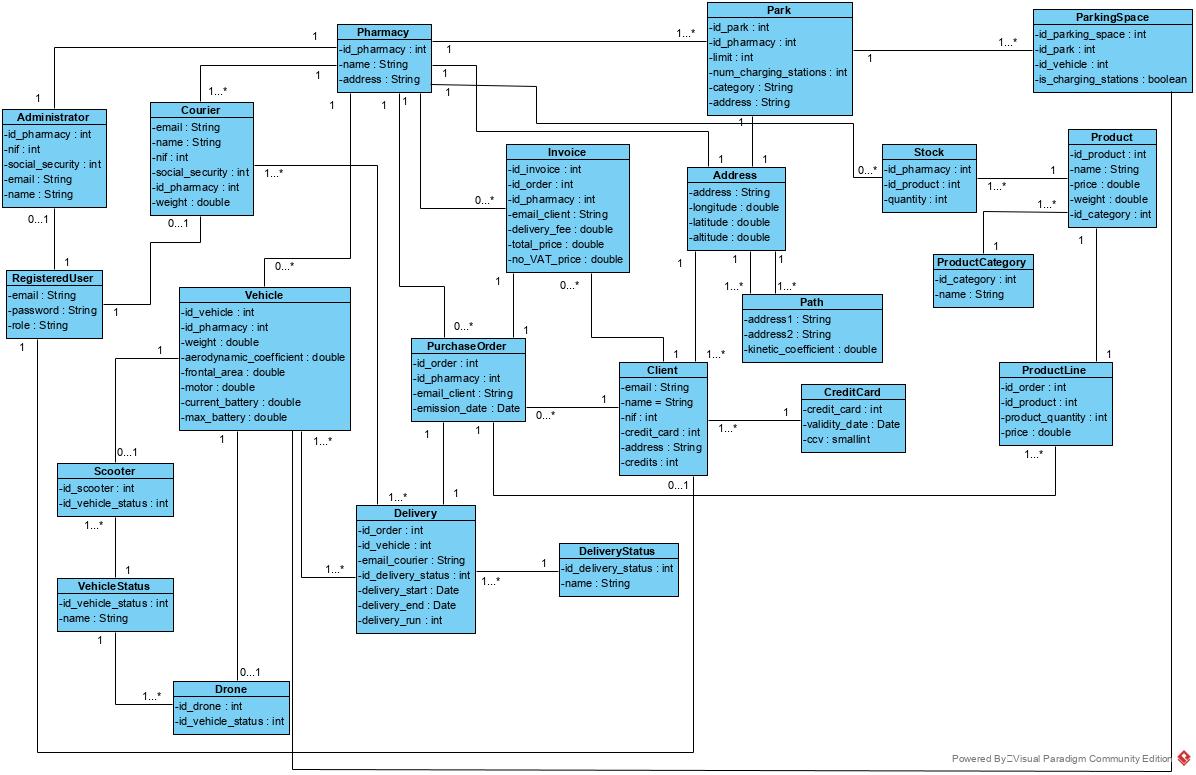 Pharmacy
-id_pharmacy : int
-name : String
-address : String
Park
-id_park : int
-id_pharmacy : int
-limit : int
-num_charging_stations : int
-category : String
-address : String
ParkingSpace
-id_parking_space : int
-id_park : int
-id_vehicle : int
-is_charging_stations : boolean
Administrator
-id_pharmacy : int
-nif : int
-social_security : int
-email : String
-name : String
Courier
-email : String
-name : String
-nif : int
-social_security : int
-id_pharmacy : int
-weight : double
Invoice
-id_invoice : int
-id_order : int
-id_pharmacy : int
-email_client : String
-delivery_fee : double
-total_price : double
-no_VAT_price : double
Address
-address : String
-longitude : double
-latitude : double
-altitude : double
Stock
-id_pharmacy : int
-id_product : int
-quantity : int
Product
-id_product : int
-name : String
-price : double
-weight : double
-id_category : int
ProductCategory
-id_category : int
-name : String
RegisteredUser
-email : String
-password : String
-role : String
Vehicle
-id_vehicle : int
-id_pharmacy : int
-weight : double
-aerodynamic_coefficient : double
-frontal_area : double
-motor : double
-current_battery : double
-max_battery : double
Path
-address1 : String
-address2 : String
-kinetic_coefficient : double
PurchaseOrder
-id_order : int
-id_pharmacy : int
-email_client : String
-emission_date : Date
Client
-email : String
-name = String
-nif : int
-credit_card : int
-address : String
-credits : int
CreditCard
-credit_card : int
-validity_date : Date
-ccv : smallint
ProductLine
-id_order : int
-id_product : int
-product_quantity : int
-price : double
Scooter
-id_scooter : int
-id_vehicle_status : int
Delivery
-id_order : int
-id_vehicle : int
-email_courier : String
-id_delivery_status : int
-delivery_start : Date
-delivery_end : Date
-delivery_run : int
DeliveryStatus
-id_delivery_status : int
-name : String
VehicleStatus
-id_vehicle_status : int
-name : String
Drone
-id_drone : int
-id_vehicle_status : int
1
1
1
1...*
1
1...*
1
1...*
1
1
1
1
1
0...*
1
0...*
1
0...*
1
0...*
1
1
1...*
1
1...*
1
1
1
0...1
1
0...1
1
1...*
1...*
1
1
0...*
1
1
1...*
1
1...*
1
1...*
0...*
1
1...*
1
1
1
1
1...*
1
0...1
1...*
1
1
1...*
1
0...1
1...*
1...*
1...*
1
1
0...1
Powered By Visual Paradigm Community Edition